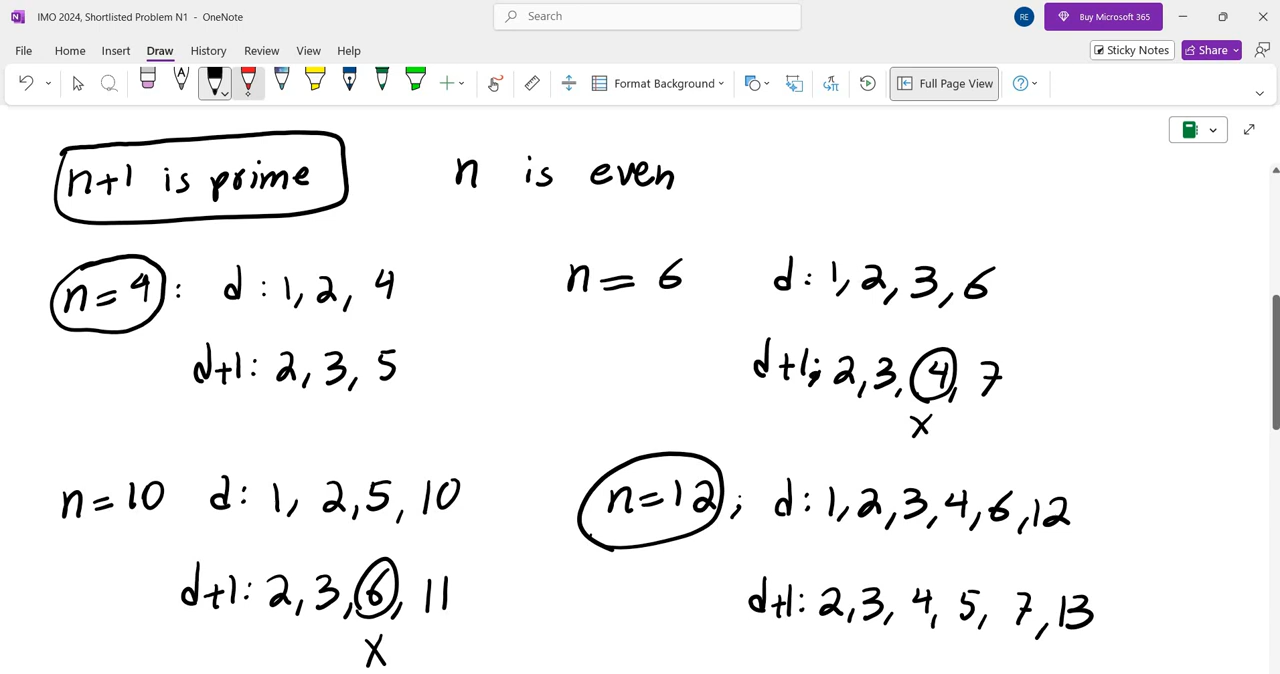 IMO 2024, Shortlisted Problem N1 - OneNote
Search
RE
Buy Microsoft 365
File Home Insert Draw History Review View Help
Sticky Notes
Share
Format Background
Full Page View
n+1 is prime
n is even
n=4: d: 1, 2, 4
d+1: 2, 3, 5
n = 6 d: 1, 2, 3, 6
d+1: 2, 3, 4, 7
x
n=10 d: 1, 2, 5, 10
d+1: 2, 3, 6, 11
x
n=12; d: 1, 2, 3, 4, 6, 12
d+1: 2, 3, 4, 5, 7, 13